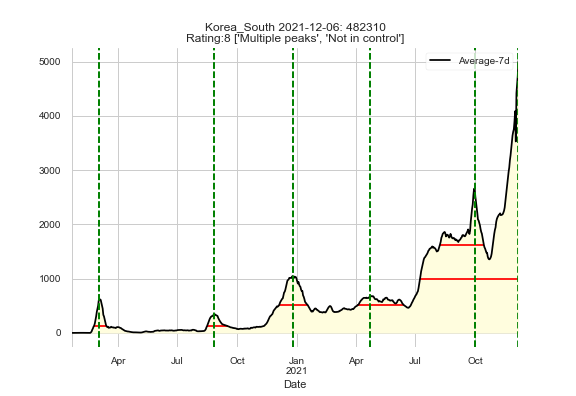 Korea_South 2021-12-06: 482310
Rating:8 ['Multiple peaks', 'Not in control']
Average-7d
5000
4000
3000
2000
1000
0
Apr Jul Oct Jan Apr Jul Oct
2021
Date